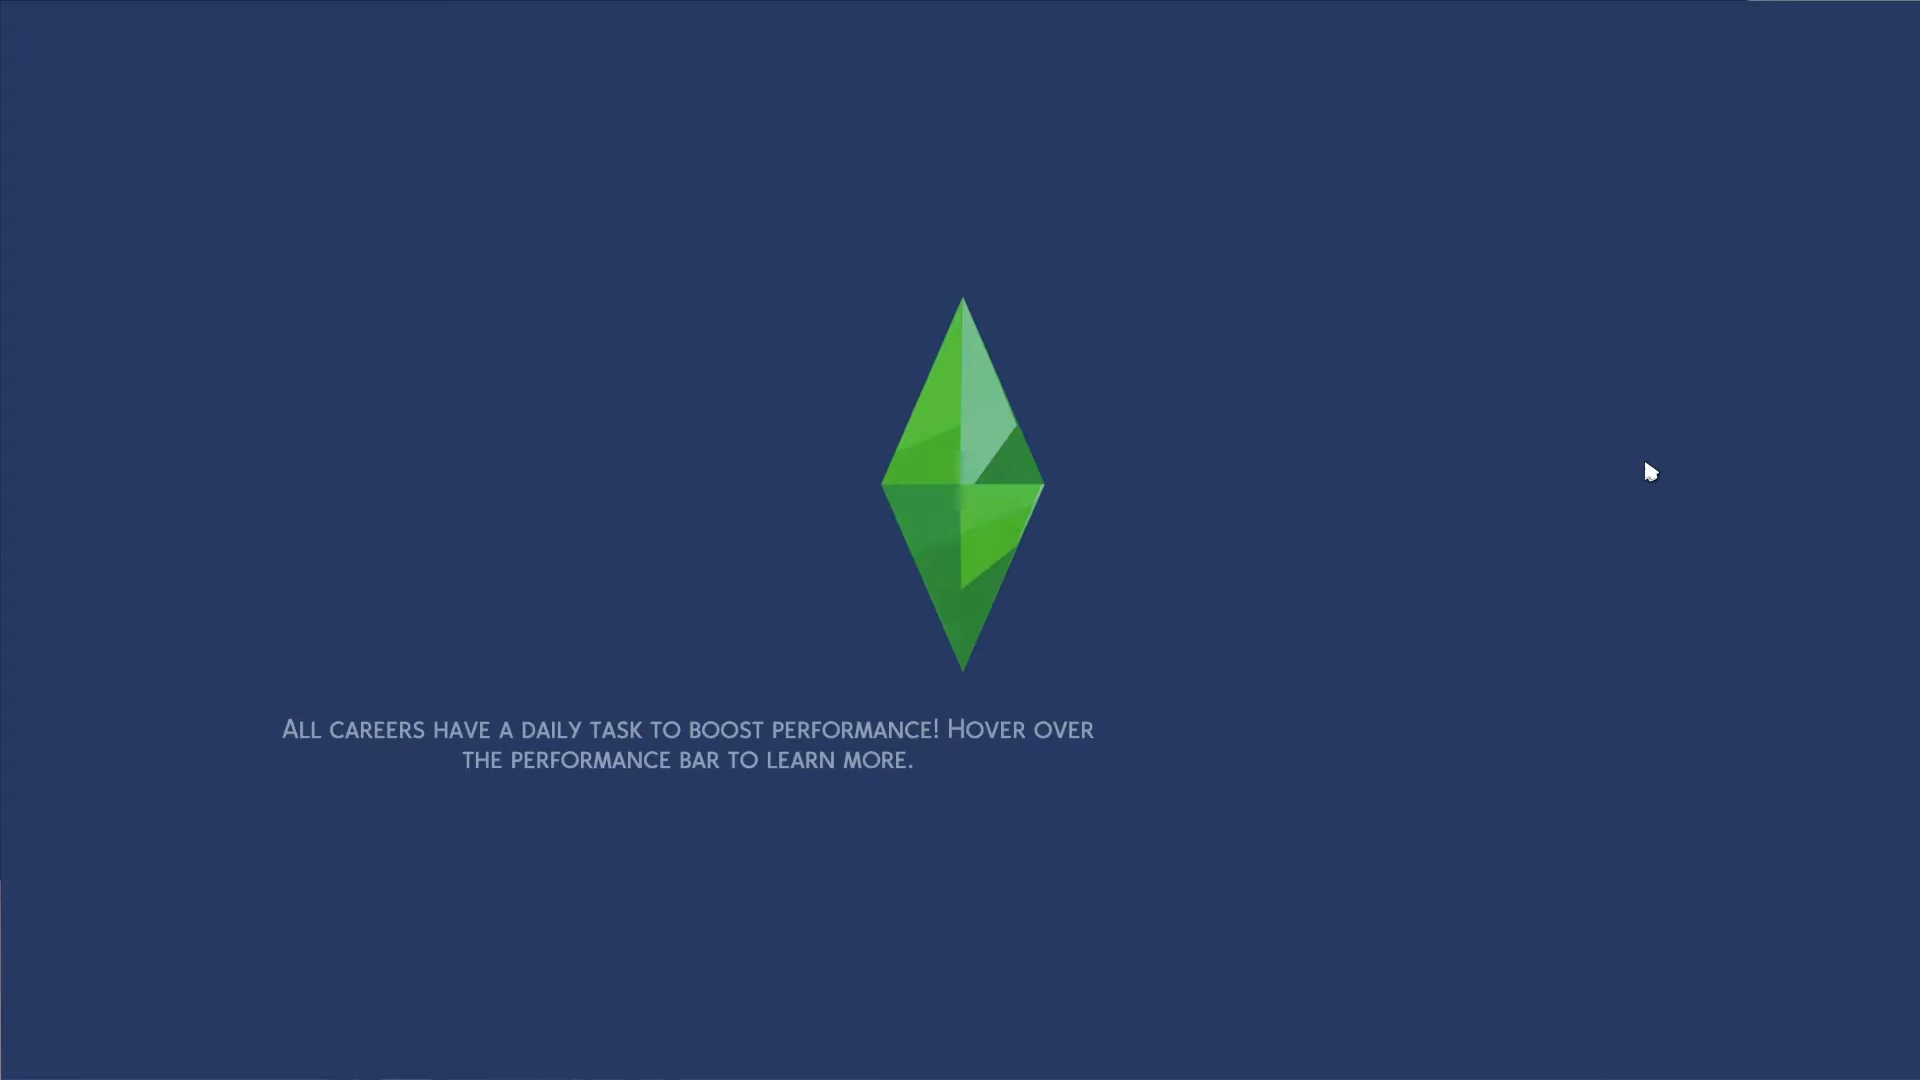 All careers have a daily task to boost performance! Hover over
the performance bar to learn more.